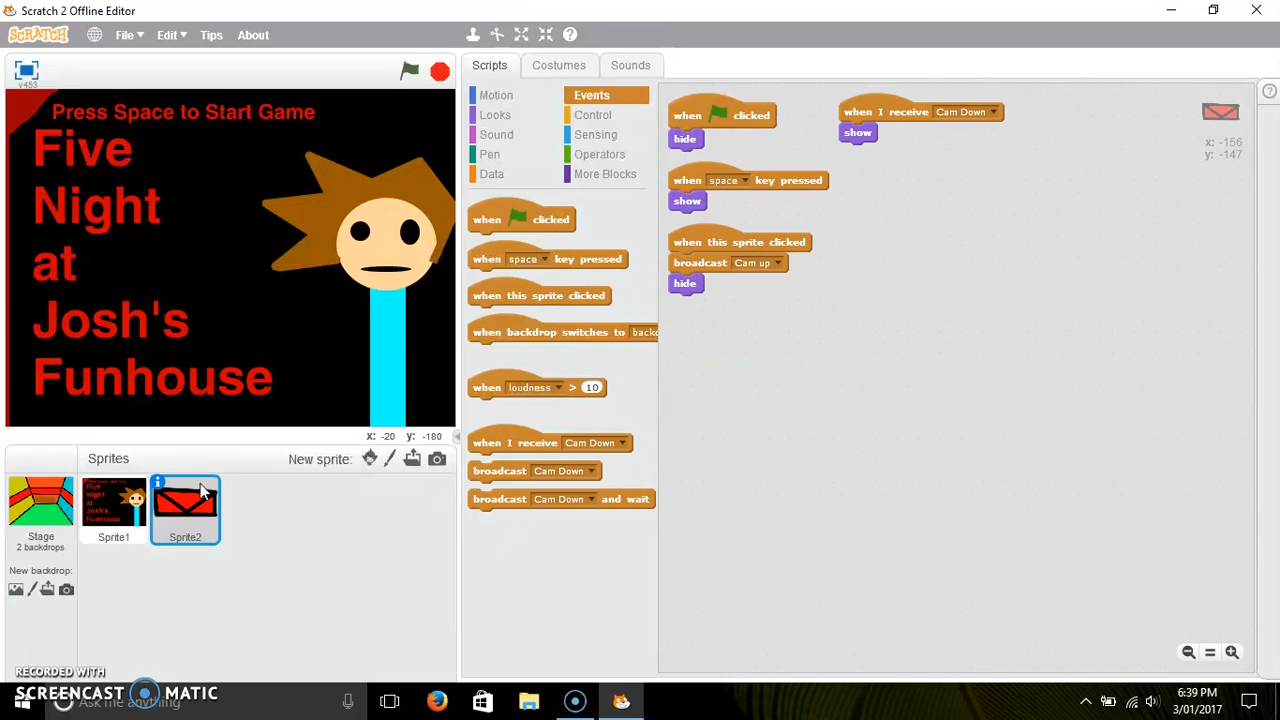 Scratch 2 Offline Editor
SCRATCH File Edit Tips About
v453
Press Space to Start Game
Five
Night
at
Josh's
Funhouse
x: -20 y: -180
Scripts Costumes Sounds
Motion Events
Looks Control
Sound Sensing
Pen Operators
Data More Blocks
when clicked
when space key pressed
when this sprite clicked
when backdrop switches to backd
when loudness > 10
when I receive Cam Down
broadcast Cam Down
broadcast Cam Down and wait
when clicked
hide
when space key pressed
show
when this sprite clicked
broadcast Cam up
hide
when I receive Cam Down
show
x: -156
y: -147
Sprites New sprite:
Stage
2 backdrops
New backdrop:
Sprite1
Sprite2
RECORDED WITH
SCREENCAST MATIC
Ask me anything
6:39 PM
3/01/2017